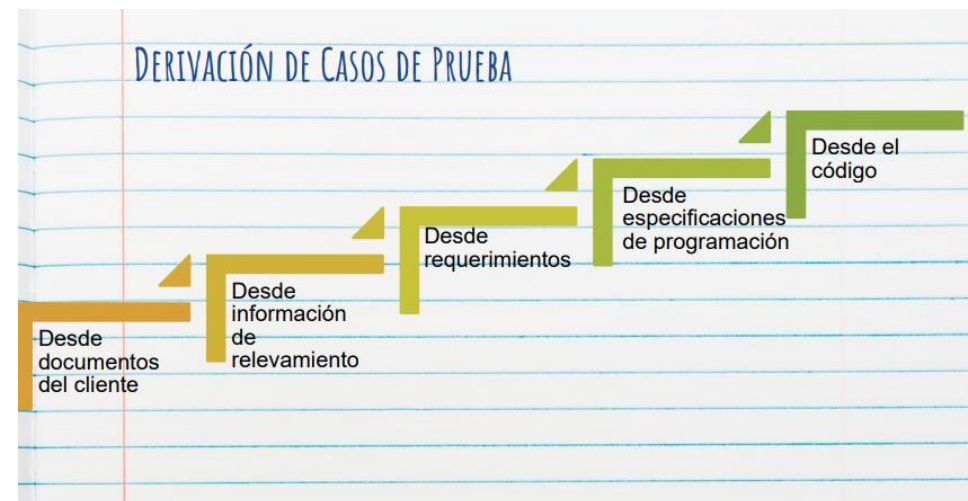 DERIVACIÓN DE CASOS DE PRUEBA
Desde
documentos
del cliente
Desde
información
de
relevamiento
Desde
requerimientos
Desde
especificaciones
de programación
Desde el
código